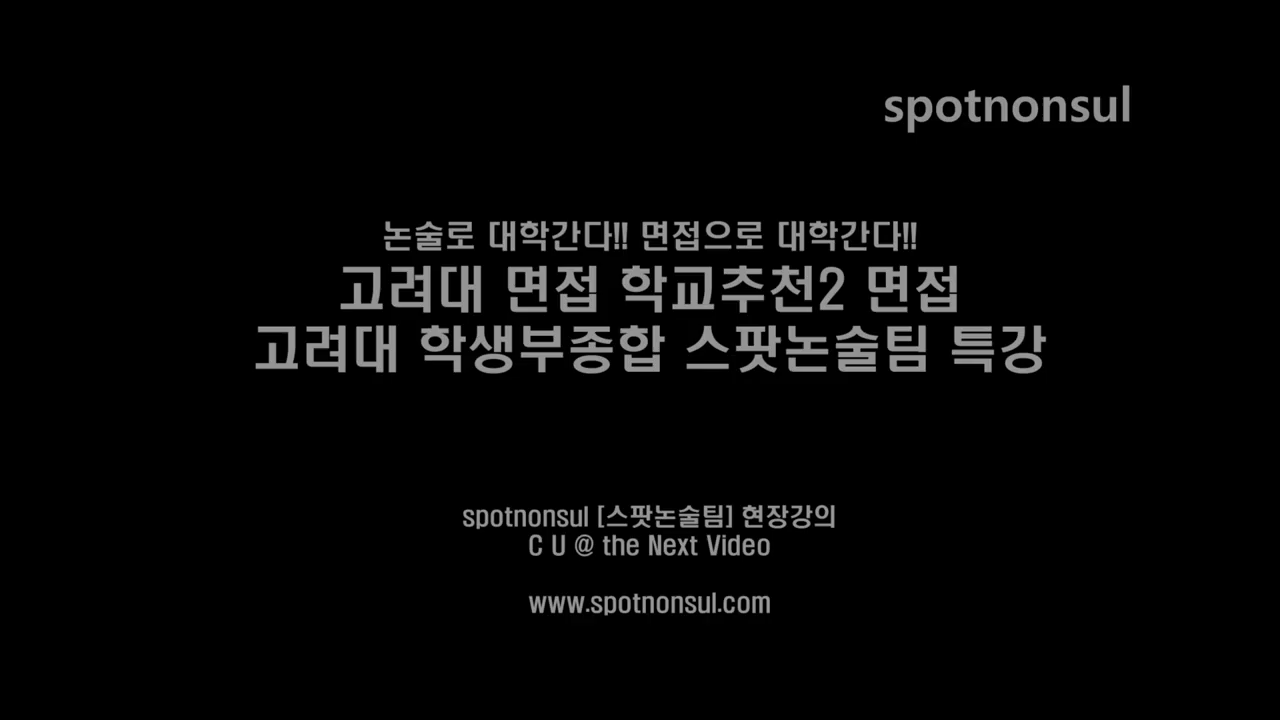 spotnonsul
논술로 대학간다!! 면접으로 대학간다!!
고려대 면접 학교추천2 면접
고려대 학생부종합 스팟논술팀 특강
spotnonsul [스팟논술팀] 현장강의
C U @ the Next Video
www.spotnonsul.com